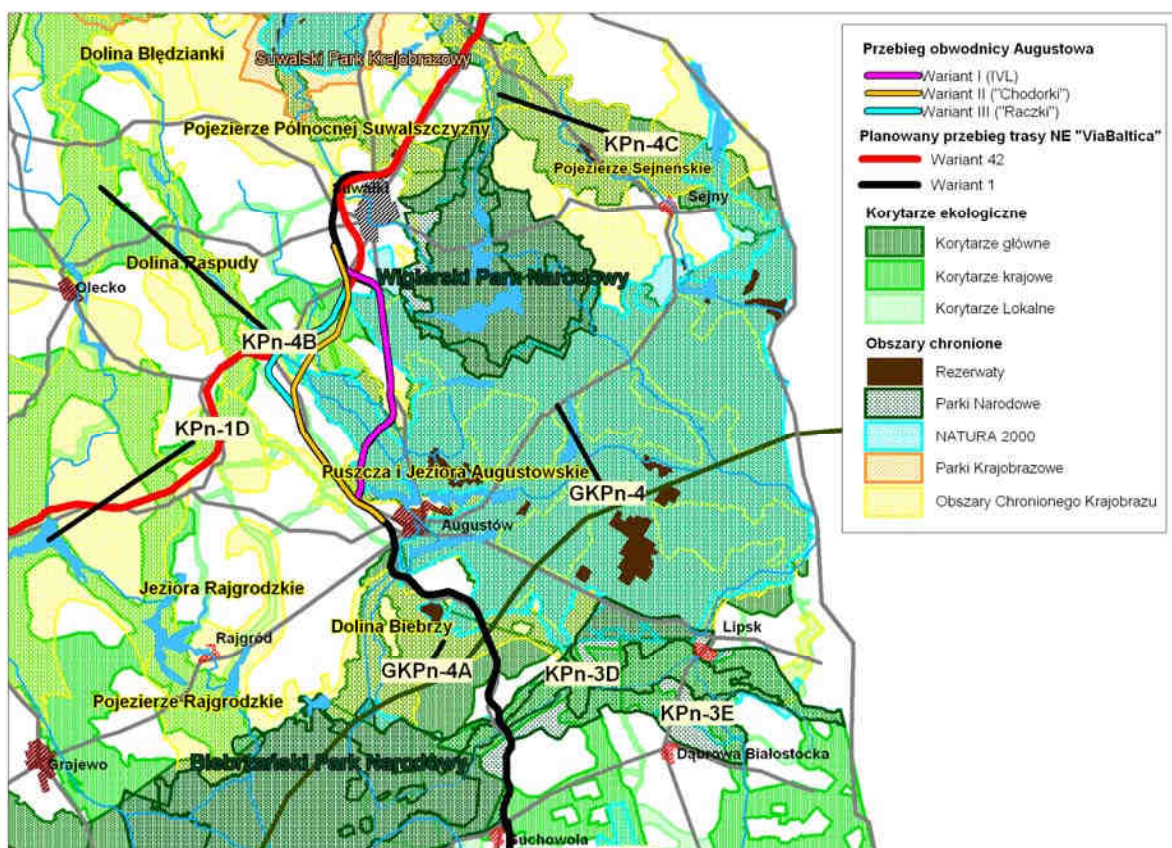 Dolina Błędzianki
Suwalski Park Krajobrazowy
Pojezierze Północnej Suwalszczyzny
KPn-4C
Pojezierze Sejneńskie
Suwałki
Sejny
Dolina Raspudy
Wigierski Park Narodowy
Olecko
KPn-4B
KPn-1D
Puszcza i Jeziora Augustowskie
GKPn-4
Augustów
Jeziora Rajgrodzkie
Dolina Biebrzy
Rajgród
Lipsk
GKPn-4A
KPn-3D
Pojezierze Rajgrodzkie
KPn-3E
Biebrzański Park Narodowy
Dąbrowa Białostocka
Grajewo
Suchowola
Przebieg obwodnicy Augustowa
Wariant I (IVL)
Wariant II ("Chodorki")
Wariant III ("Raczki")
Planowany przebieg trasy NE "ViaBaltica"
Wariant 42
Wariant 1
Korytarze ekologiczne
Korytarze główne
Korytarze krajowe
Korytarze Lokalne
Obszary chronione
Rezerwaty
Parki Narodowe
NATURA 2000
Parki Krajobrazowe
Obszary Chronionego Krajobrazu